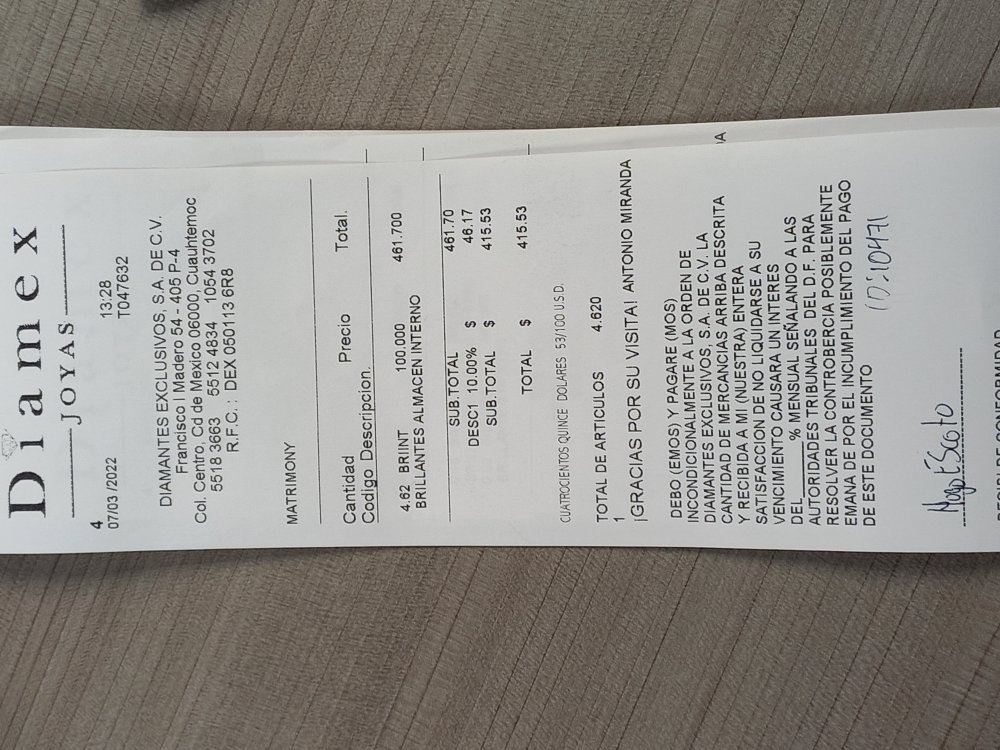 Diamex
JOYAS
4
07/03 /2022 13:28
T047632
DIAMANTES EXCLUSIVOS, S.A. DE C.V.
Francisco I Madero 54 - 405 P-4
Col. Centro, Cd de Mexico 06000, Cuauhtemoc
5518 3663 5512 4834 1054 3702
R.F.C. : DEX 050113 6R8
MATRIMONY
Cantidad Precio Total.
Codigo Descripcion.
4.62 BRIINT 100.000 461.700
BRILLANTES ALMACEN INTERNO
SUB.TOTAL 461.70
DESC1 10.00% $ 46.17
SUB.TOTAL $ 415.53
TOTAL $ 415.53
CUATROCIENTOS QUINCE DOLARES 53/100 U.S.D.
TOTAL DE ARTICULOS 4.620
1
¡GRACIAS POR SU VISITA! ANTONIO MIRANDA
DEBO (EMOS) Y PAGARE (MOS)
INCONDICIONALMENTE A LA ORDEN DE
DIAMANTES EXCLUSIVOS, S.A. DE C.V. LA
CANTIDAD DE MERCANCIAS ARRIBA DESCRITA
Y RECIBIDA A MI (NUESTRA) ENTERA
SATISFACCION DE NO LIQUIDARSE A SU
VENCIMIENTO CAUSARA UN INTERES
DEL____% MENSUAL SEÑALANDO A LAS
AUTORIDADES TRIBUNALES DEL D.F. PARA
RESOLVER LA CONTROBERCIA POSIBLEMENTE
EMANA DE POR EL INCUMPLIMIENTO DEL PAGO
DE ESTE DOCUMENTO
Escoto